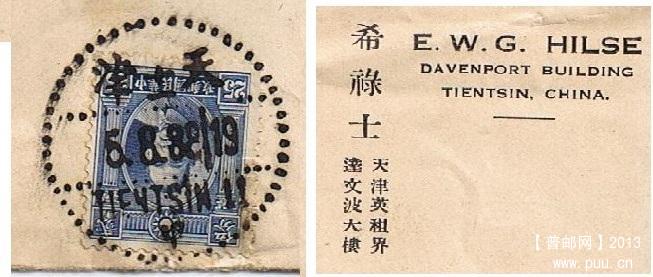 津 天
25
TIENTSIN
希祿士
E. W. G. HILSE
DAVENPORT BUILDING
TIENTSIN, CHINA.
天津英租界
達文波大樓
【普邮网】2013
www.puu.cn